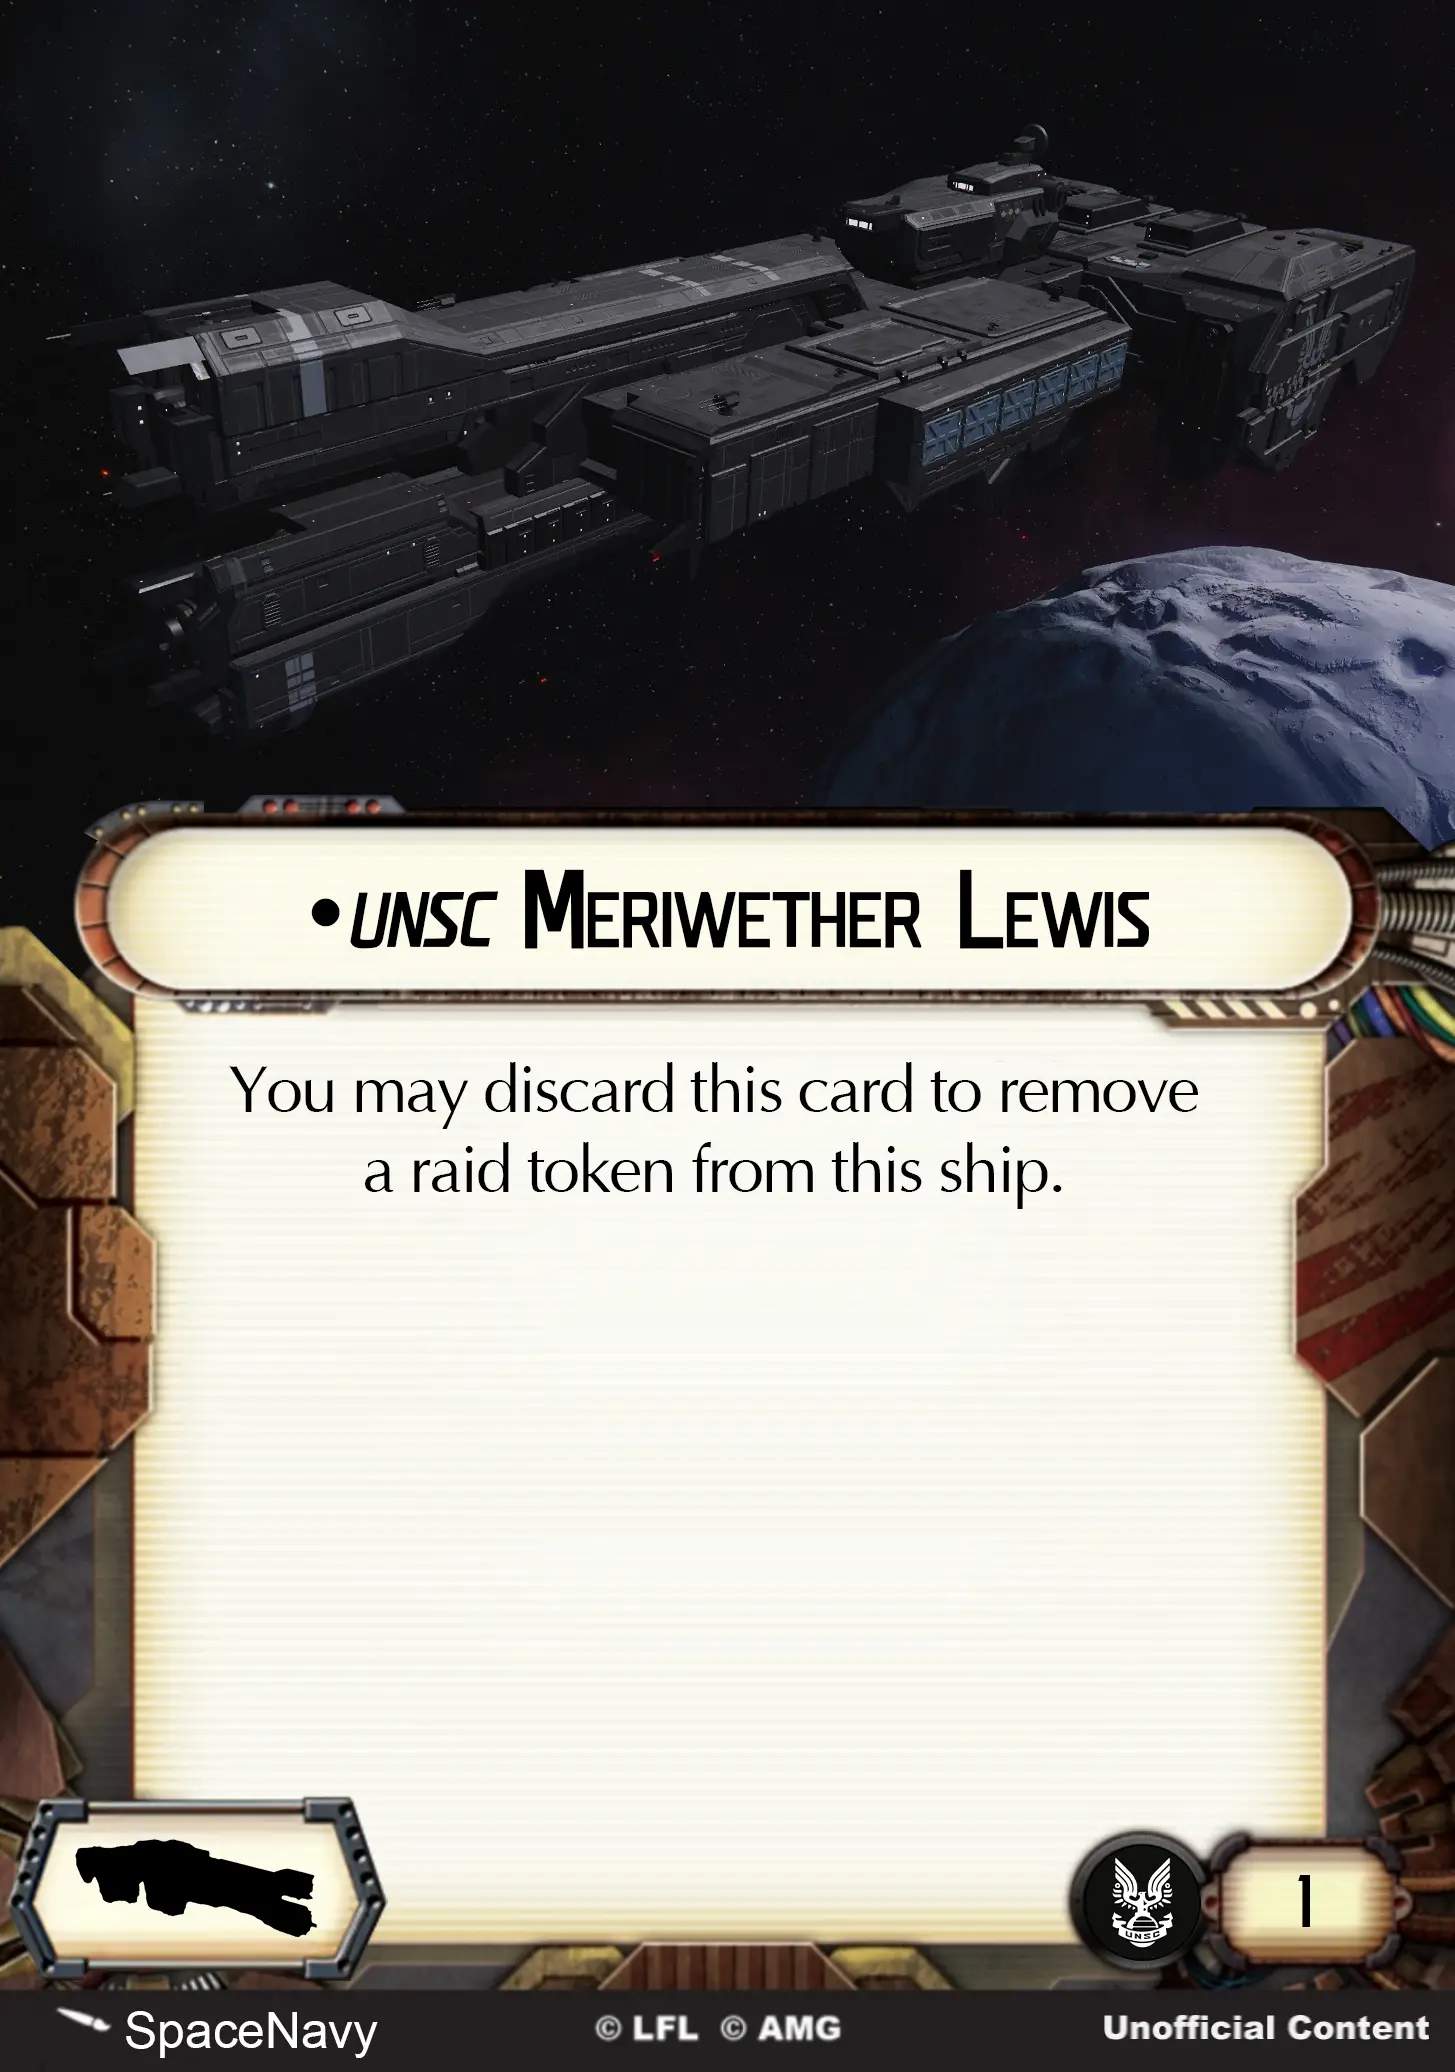 •UNSC MERIWETHER LEWIS
You may discard this card to remove
a raid token from this ship.
UNSC
1
SpaceNavy
© LFL © AMG
Unofficial Content